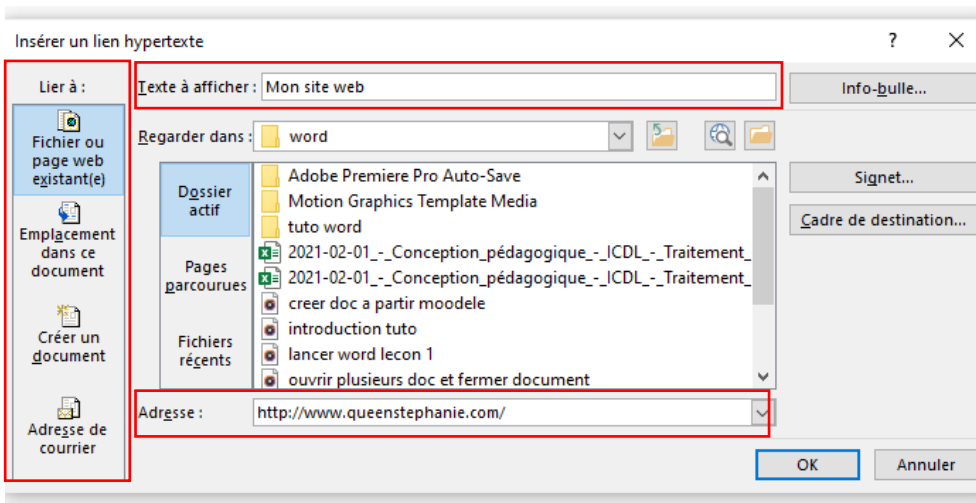 Insérer un lien hypertexte
?
Lier à :
Texte à afficher : Mon site web
Info-bulle...
Fichier ou
page web
existant(e)
Regarder dans : word
Dossier
actif
Adobe Premiere Pro Auto-Save
Motion Graphics Template Media
tuto word
2021-02-01_-_Conception_pédagogique_-_ICDL_-_Traitement_
2021-02-01_-_Conception_pédagogique_-_ICDL_-_Traitement_
creer doc a partir moodele
introduction tuto
lancer word lecon 1
ouvrir plusieurs doc et fermer document
Signet...
Cadre de destination...
Emplacement
dans ce
document
Pages
parcourues
Créer un
document
Fichiers
récents
Adresse de
courrier
Adresse : http://www.queenstephanie.com/
OK
Annuler